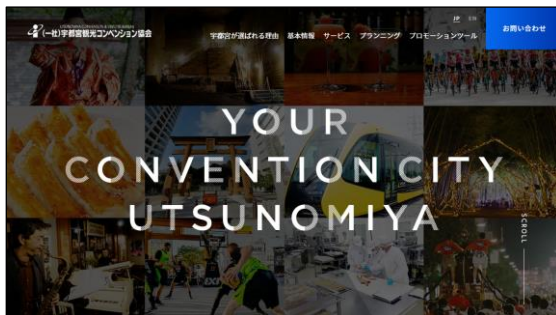 JP EN
(一社)宇都宮観光コンベンション協会
宇都宮が選ばれる理由 基本情報 サービス プランニング プロモーションツール お問い合わせ
YOUR
CONVENTION CITY
UTSUNOMIYA
SCROLL